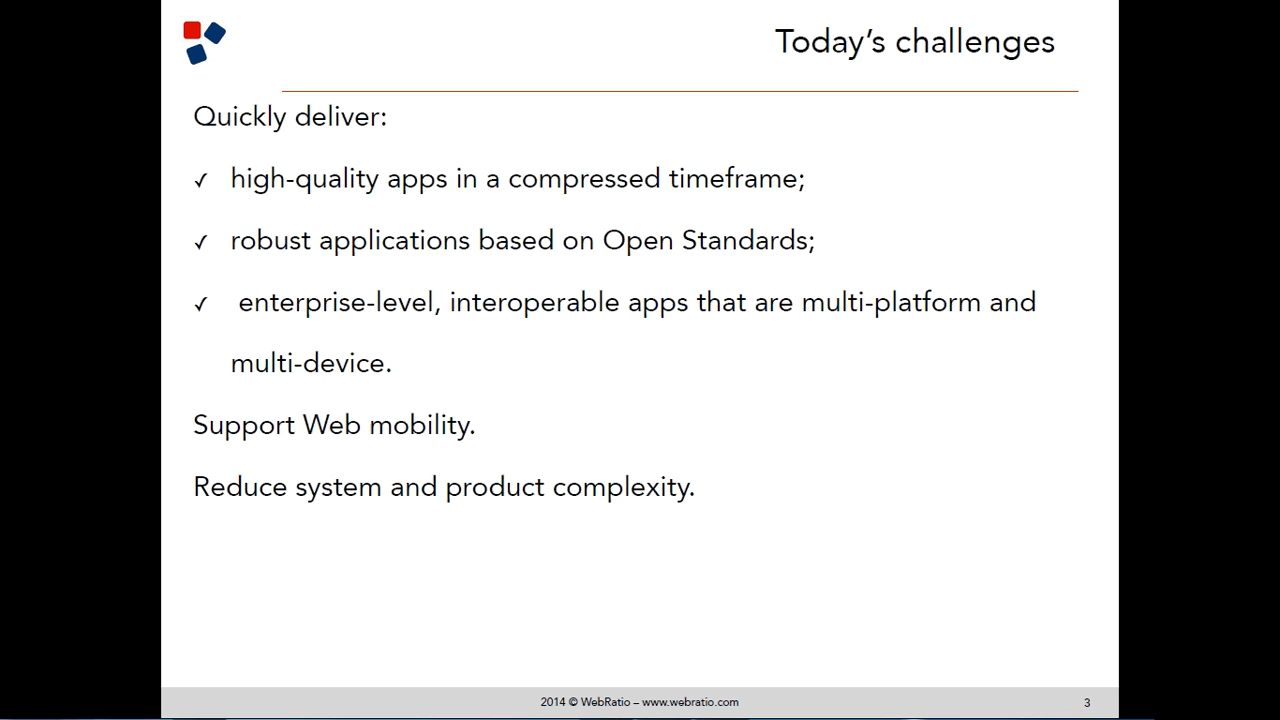 Today’s challenges
Quickly deliver:
✓ high-quality apps in a compressed timeframe;
✓ robust applications based on Open Standards;
✓ enterprise-level, interoperable apps that are multi-platform and
multi-device.
Support Web mobility.
Reduce system and product complexity.
2014 © WebRatio – www.webratio.com
3